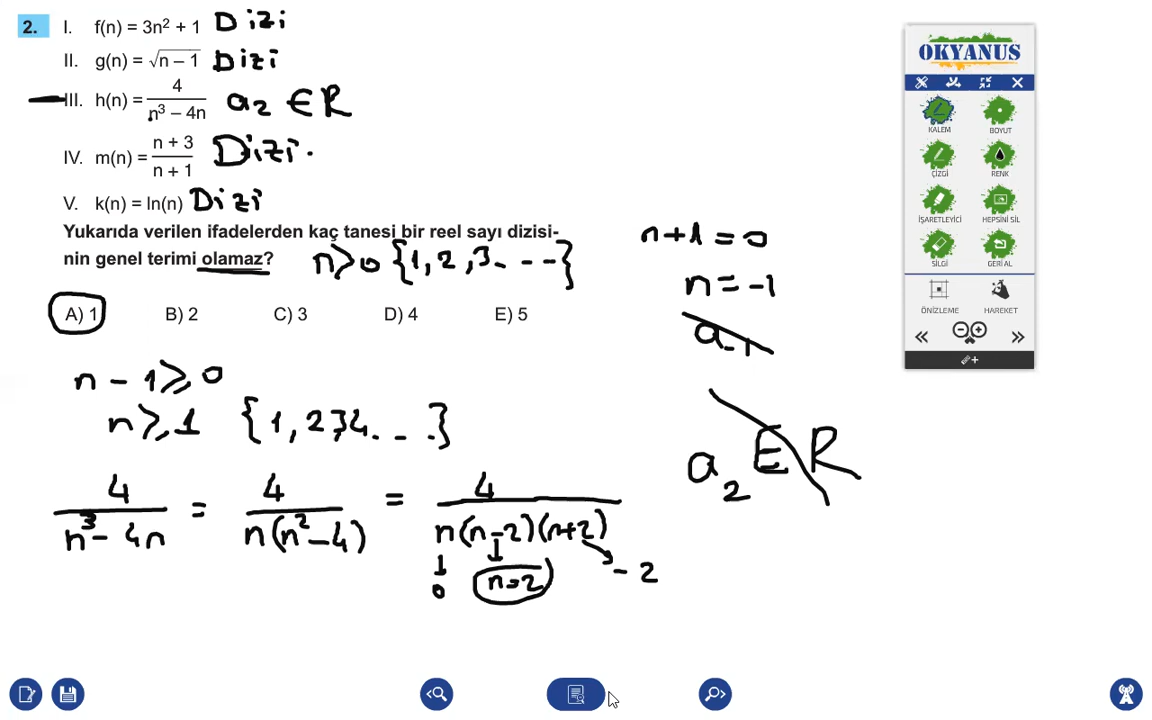 2. I. f(n) = 3n² + 1 Dizi
II. g(n) = √n – 1 Dizi
III. h(n) = 4 / n³ – 4n a₂ ∈ R
IV. m(n) = n + 3 / n + 1 Dizi.
V. k(n) = ln(n) Dizi
Yukarıda verilen ifadelerden kaç tanesi bir reel sayı dizisi-
nin genel terimi olamaz? n>0 {1, 2, 3. . - -}
A) 1 B) 2 C) 3 D) 4 E) 5
n - 1 ≥ 0
n ≥ 1 {1, 2, 3, 4. . - .}
4 / n³ - 4n = 4 / n(n² - 4) = 4 / n(n-2)(n+2)
0 n=2 -2
n+1 = 0
n = -1
a-1
a₂ ∈ R
OKYANUS
KALEM BOYUT
ÇİZGİ RENK
İŞARETLEYİCİ HEPSİNİ SİL
SİLGİ GERİ AL
ÖNİZLEME HAREKET